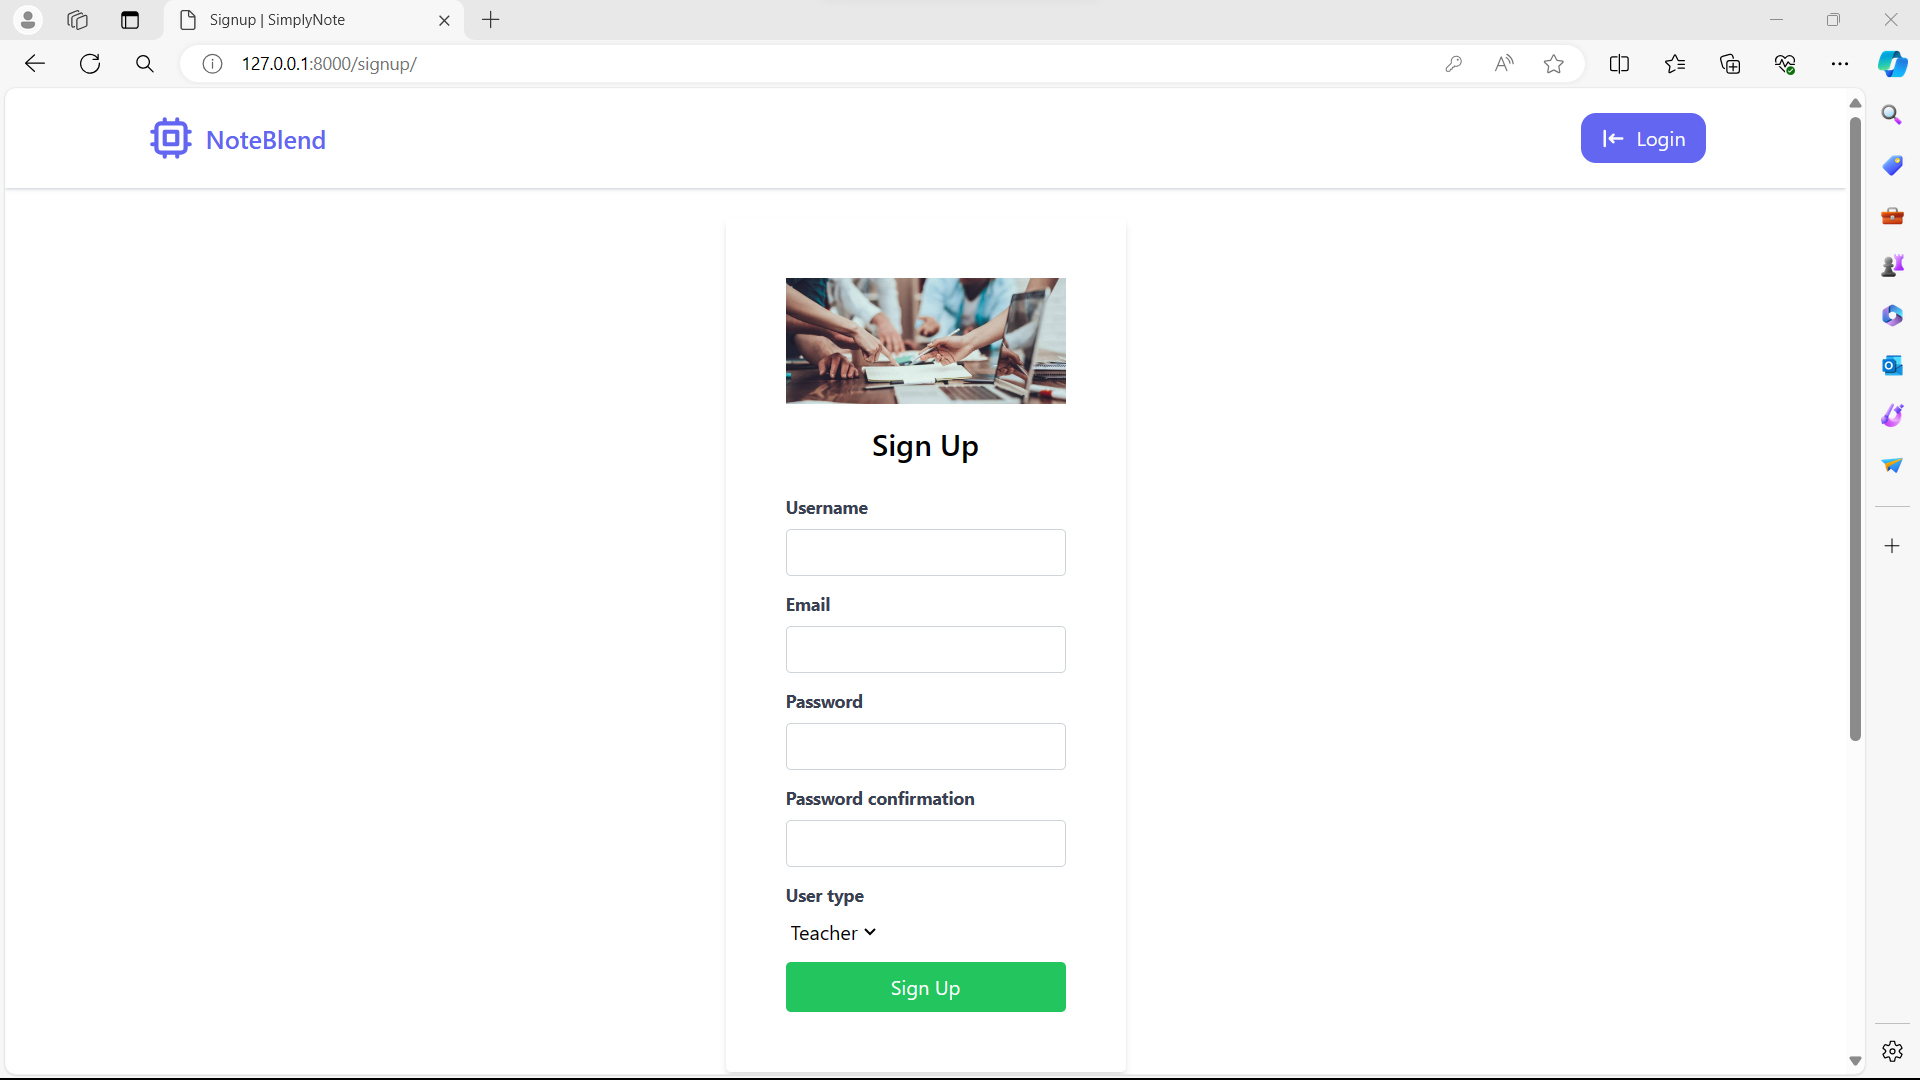 Signup | SimplyNote
127.0.0.1:8000/signup/
NoteBlend
Login
Sign Up
Username
Email
Password
Password confirmation
User type
Teacher
Sign Up